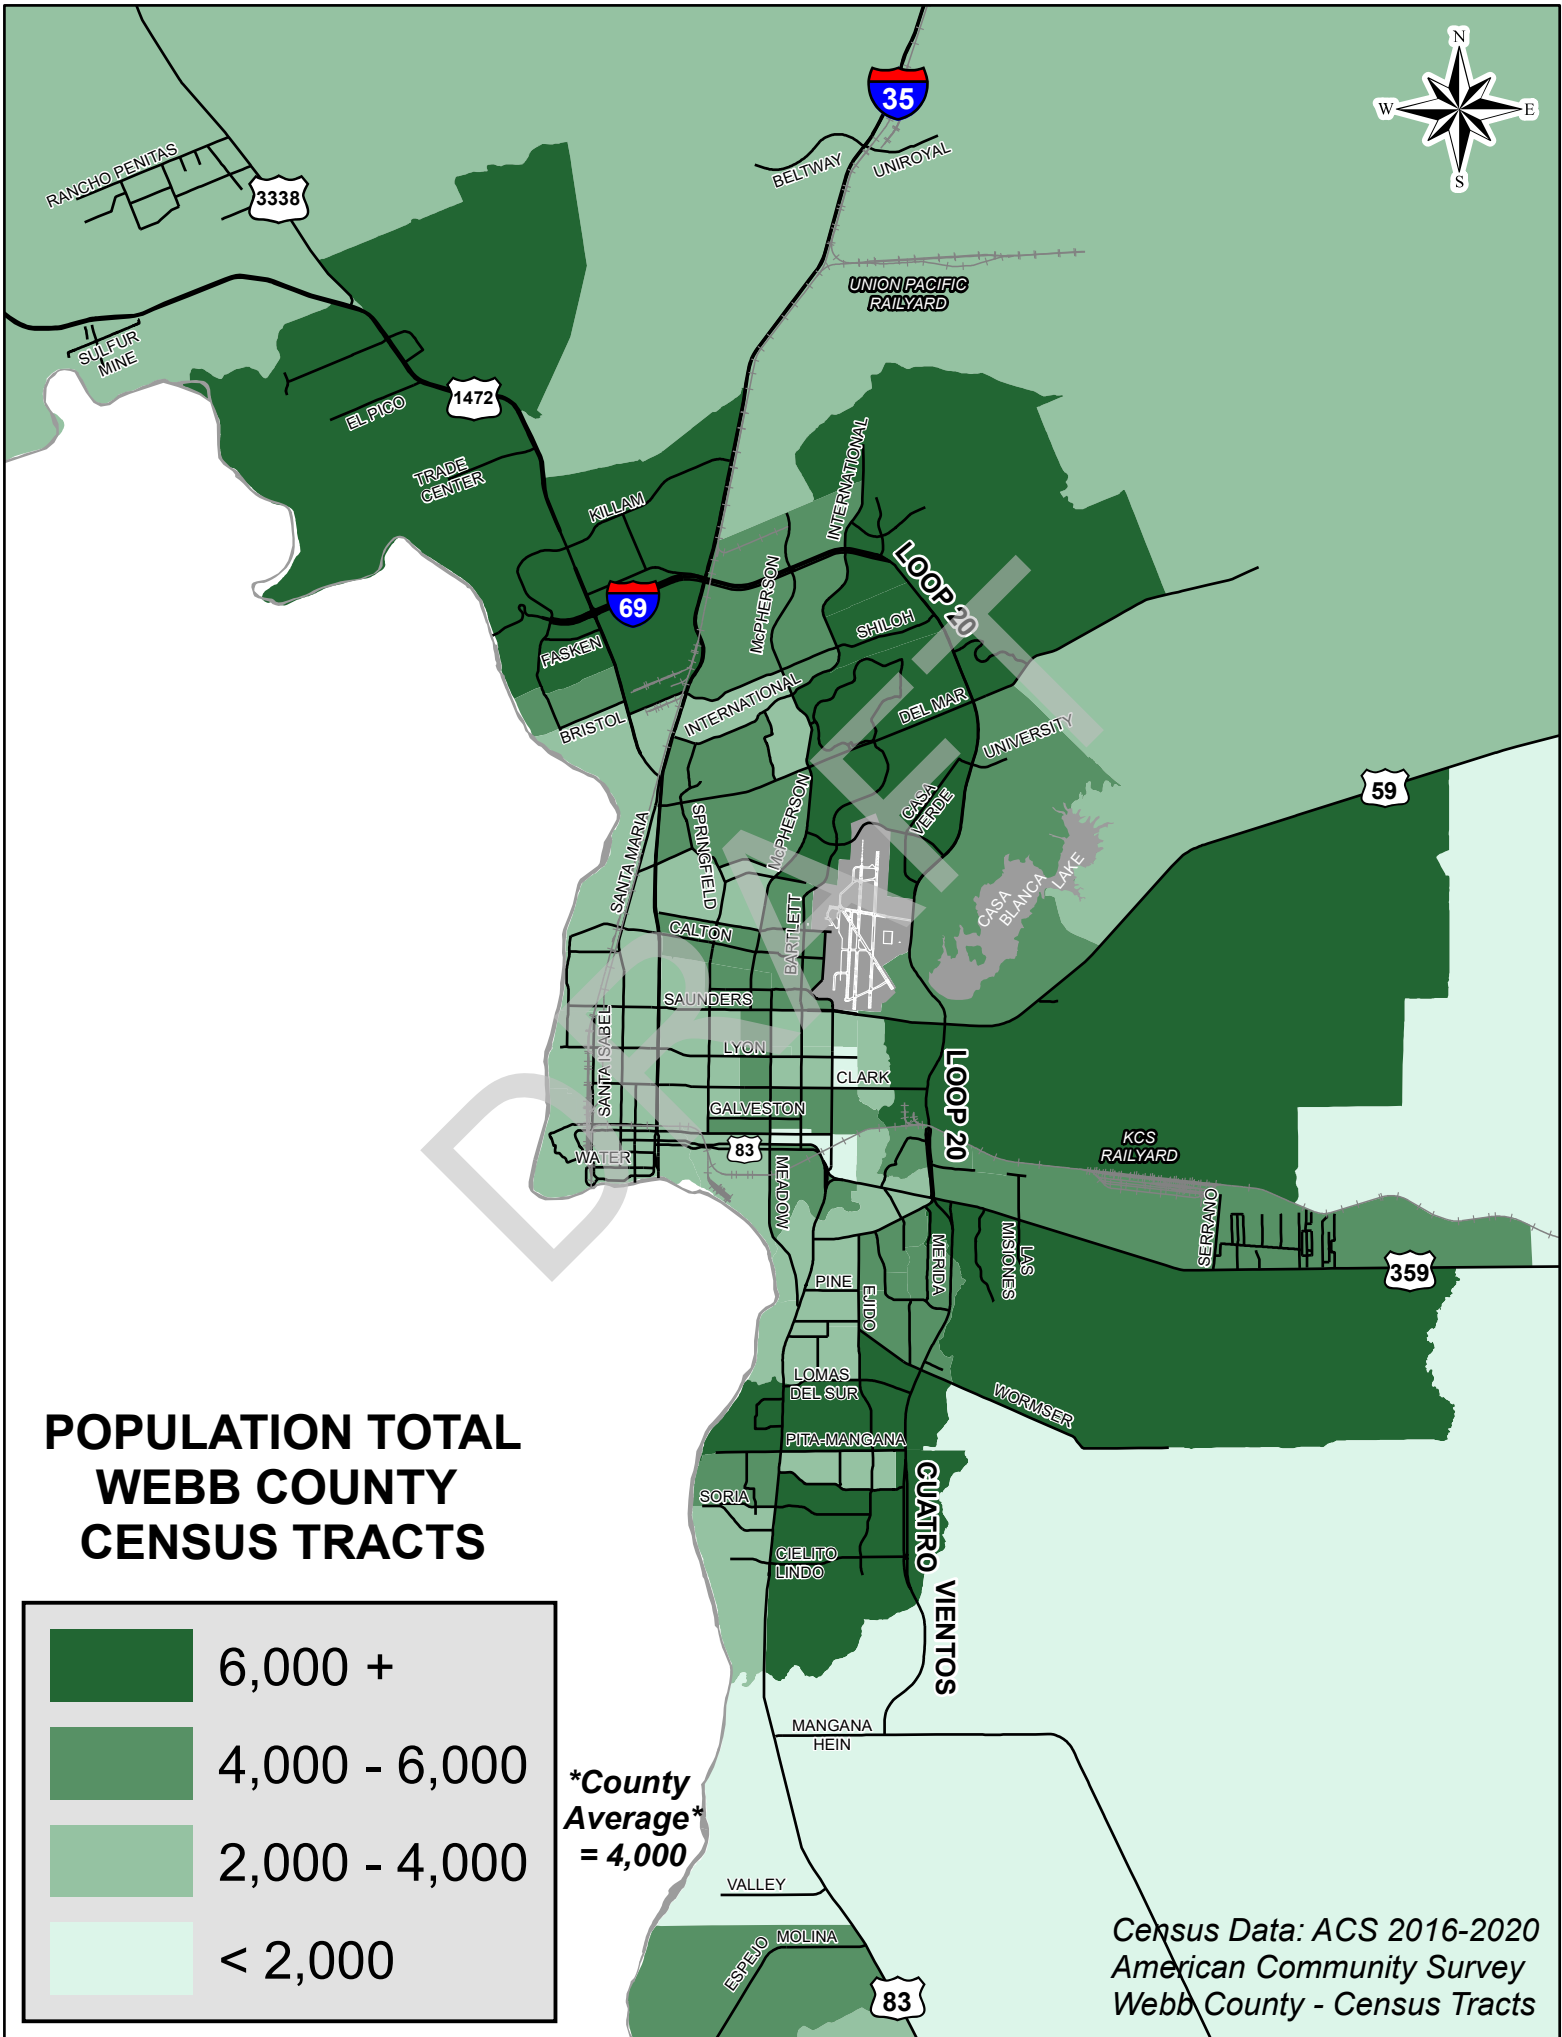 N
W
E
S
35
BELTWAY
UNIROYAL
RANCHO PENITAS
3338
UNION PACIFIC
RAILYARD
SULFUR
MINE
1472
EL PICO
TRADE
CENTER
INTERNATIONAL
KILLAM
LOOP 20
McPHERSON
69
SHILOH
FASKEN
INTERNATIONAL
BRISTOL
DEL MAR
UNIVERSITY
59
CASA
VERDE
McPHERSON
SPRINGFIELD
SANTA MARIA
CASA
BLANCA
LAKE
CALTON
BARTLETT
SAUNDERS
SANTA ISABEL
LYON
LOOP 20
CLARK
GALVESTON
83
WATER
KCS
RAILYARD
MEADOW
SERRANO
MERIDA
LAS
MISIONES
359
PINE
EJIDO
LOMAS
DEL SUR
WORMSER
PITA-MANGANA
SORIA
CUATRO VIENTOS
CIELITO
LINDO
MANGANA
HEIN
VALLEY
MOLINA
ESPEJO
83
DRAFT
POPULATION TOTAL
WEBB COUNTY
CENSUS TRACTS
6,000 +
4,000 - 6,000
2,000 - 4,000
< 2,000
*County
Average*
= 4,000
Census Data: ACS 2016-2020
American Community Survey
Webb County - Census Tracts